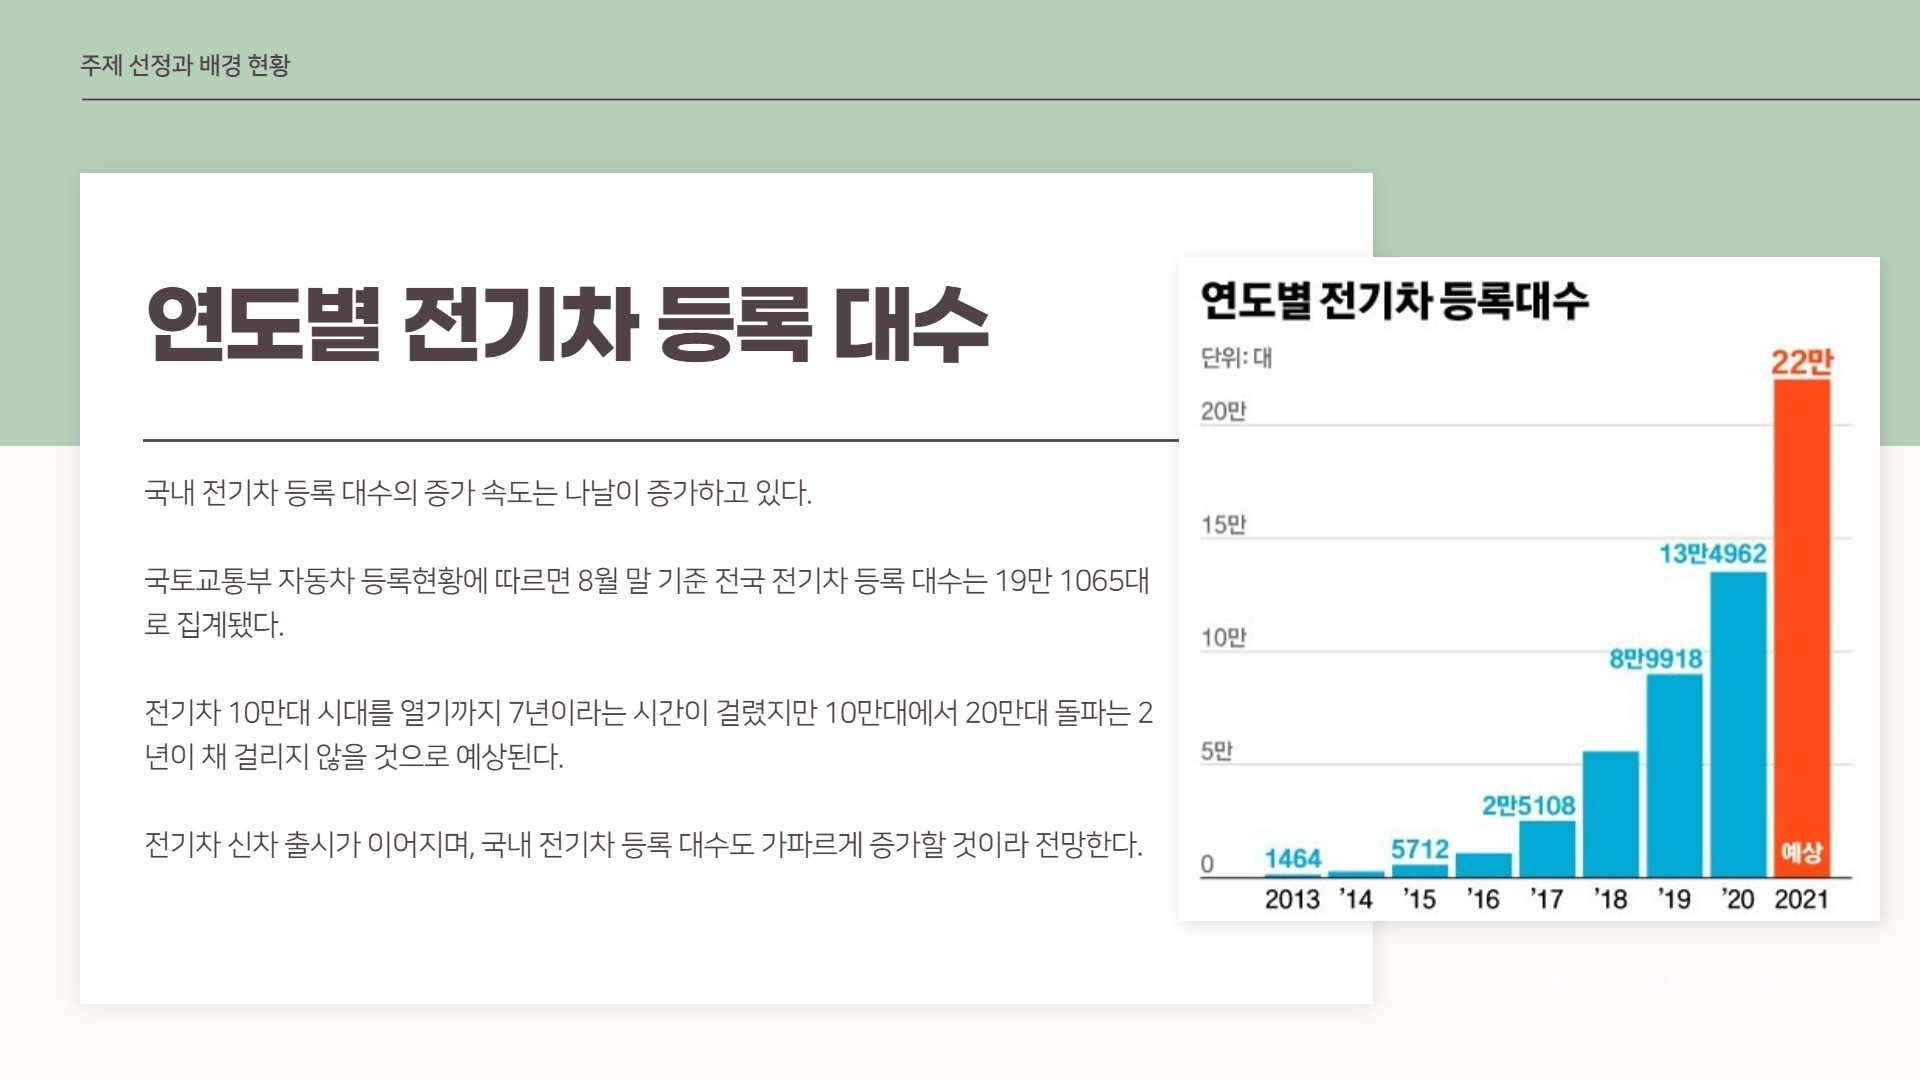 주제 선정과 배경 현황
연도별 전기차 등록 대수
국내 전기차 등록 대수의 증가 속도는 나날이 증가하고 있다.
국토교통부 자동차 등록현황에 따르면 8월 말 기준 전국 전기차 등록 대수는 19만 1065대
로 집계됐다.
전기차 10만대 시대를 열기까지 7년이라는 시간이 걸렸지만 10만대에서 20만대 돌파는 2
년이 채 걸리지 않을 것으로 예상된다.
전기차 신차 출시가 이어지며, 국내 전기차 등록 대수도 가파르게 증가할 것이라 전망한다.
연도별 전기차 등록대수
단위: 대
22만
20만
15만
13만4962
10만
8만9918
5만
2만5108
5712
1464
예상
0
2013 ’14 ’15 ’16 ’17 ’18 ’19 ’20 2021